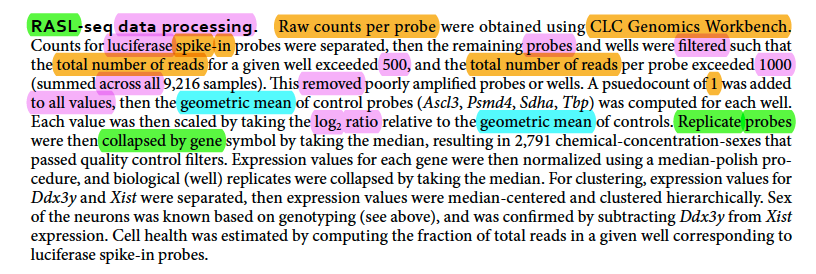 RASL-seq data processing. Raw counts per probe were obtained using CLC Genomics Workbench.
Counts for luciferase spike-in probes were separated, then the remaining probes and wells were filtered such that
the total number of reads for a given well exceeded 500, and the total number of reads per probe exceeded 1000
(summed across all 9,216 samples). This removed poorly amplified probes or wells. A psuedocount of 1 was added
to all values, then the geometric mean of control probes (Ascl3, Psmd4, Sdha, Tbp) was computed for each well.
Each value was then scaled by taking the log₂ ratio relative to the geometric mean of controls. Replicate probes
were then collapsed by gene symbol by taking the median, resulting in 2,791 chemical-concentration-sexes that
passed quality control filters. Expression values for each gene were then normalized using a median-polish pro-
cedure, and biological (well) replicates were collapsed by taking the median. For clustering, expression values for
Ddx3y and Xist were separated, then expression values were median-centered and clustered hierarchically. Sex
of the neurons was known based on genotyping (see above), and was confirmed by subtracting Ddx3y from Xist
expression. Cell health was estimated by computing the fraction of total reads in a given well corresponding to
luciferase spike-in probes.